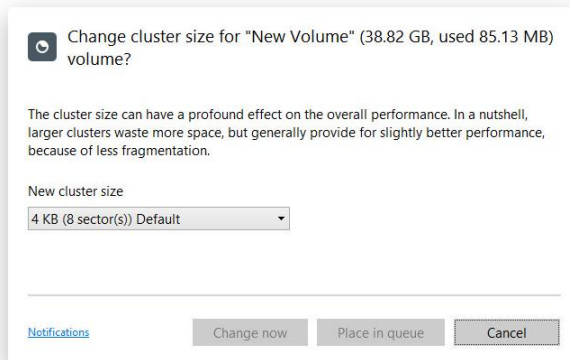 Change cluster size for "New Volume" (38.82 GB, used 85.13 MB)
volume?
The cluster size can have a profound effect on the overall performance. In a nutshell,
larger clusters waste more space, but generally provide for slightly better performance,
because of less fragmentation.
New cluster size
4 KB (8 sector(s)) Default
Notifications
Change now
Place in queue
Cancel